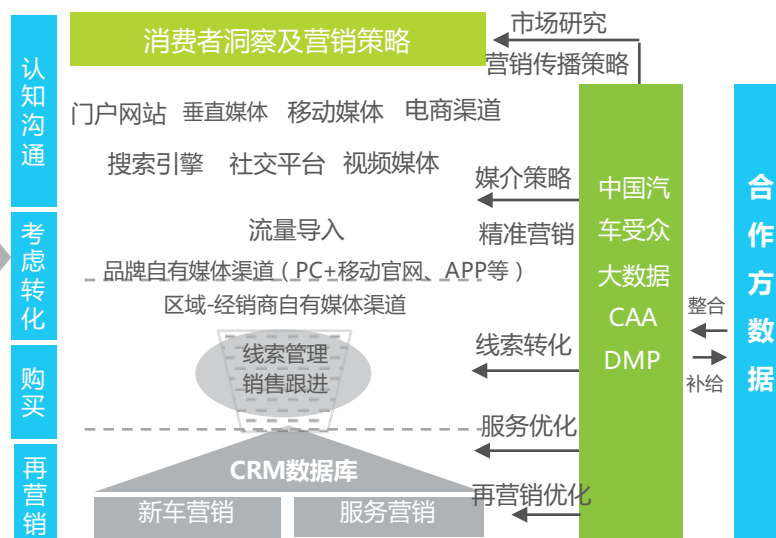 认知沟通
考虑转化
购买
再营销
消费者洞察及营销策略
门户网站 垂直媒体 移动媒体 电商渠道
搜索引擎 社交平台 视频媒体
流量导入
品牌自有媒体渠道（PC+移动官网、APP等）
区域-经销商自有媒体渠道
线索管理
销售跟进
CRM数据库
新车营销 服务营销
市场研究
营销传播策略
媒介策略
精准营销
线索转化
服务优化
再营销优化
中国汽
车受众
大数据
CAA
DMP
整合
补给
合作方数据